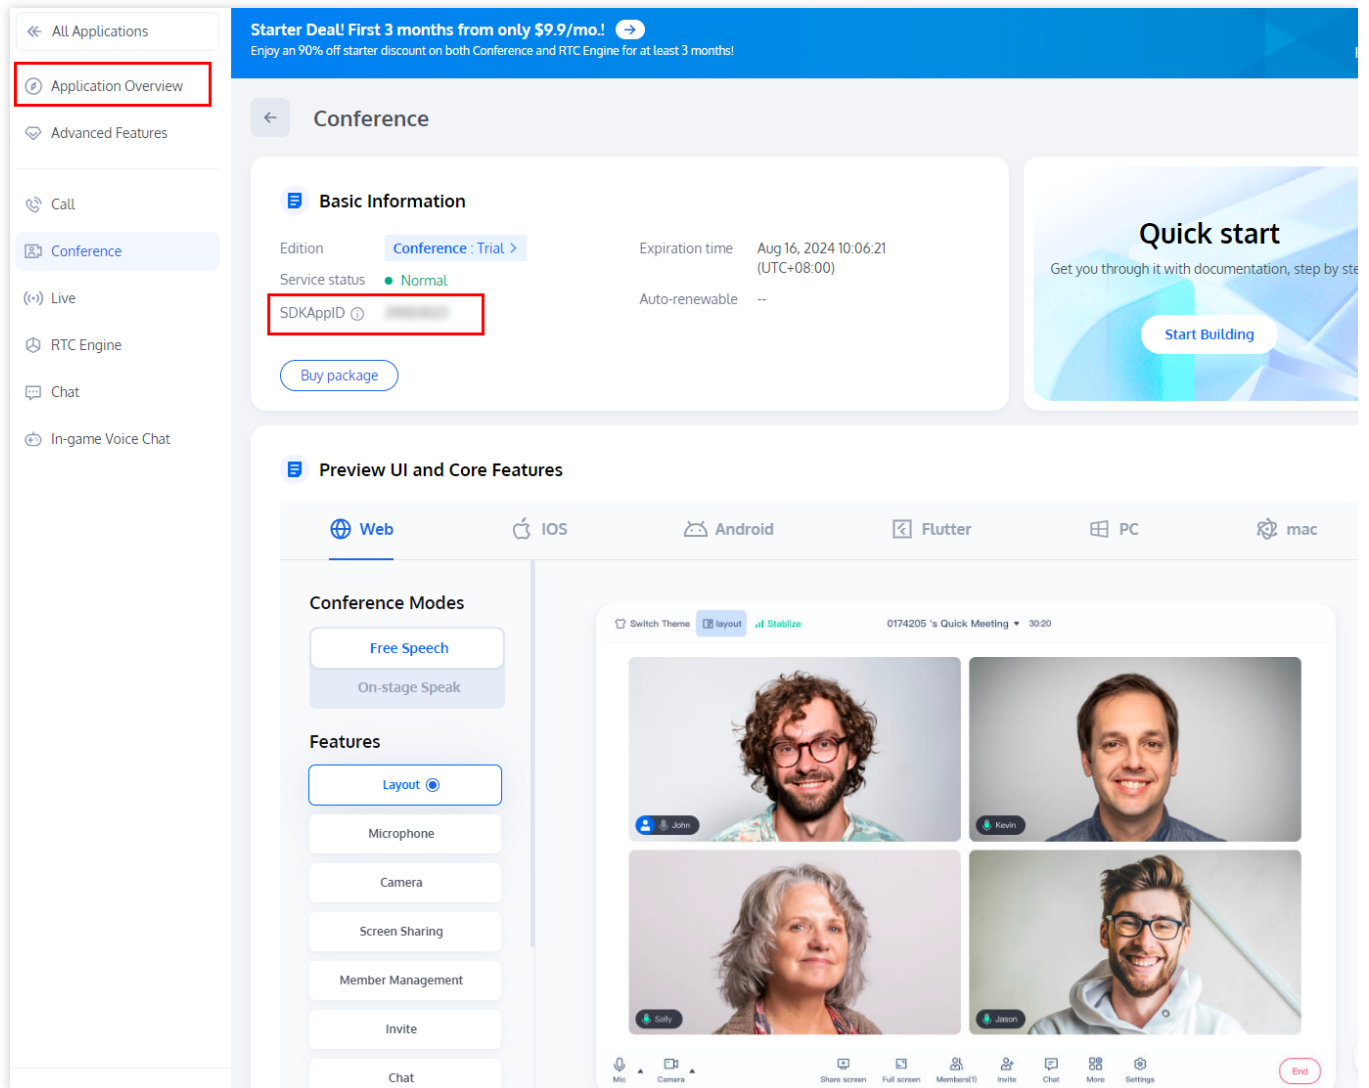 All Applications
Application Overview
Advanced Features
Call
Conference
Live
RTC Engine
Chat
In-game Voice Chat
Starter Deal! First 3 months from only $9.9/mo.!
Enjoy an 90% off starter discount on both Conference and RTC Engine for at least 3 months!
Conference
Basic Information
Edition Conference : Trial >
Service status Normal
SDKAppID
Expiration time Aug 16, 2024 10:06:21
(UTC+08:00)
Auto-renewable --
Buy package
Quick start
Get you through it with documentation, step by ste
Start Building
Preview UI and Core Features
Web IOS Android Flutter PC mac
Conference Modes
Free Speech
On-stage Speak
Features
Layout
Microphone
Camera
Screen Sharing
Member Management
Invite
Chat
Switch Theme layout Stablize 0174205 's Quick Meeting 30:20
John
Kevin
Sally
Jason
Mic Camera Share screen Full screen Members(1) Invite Chat More Settings End